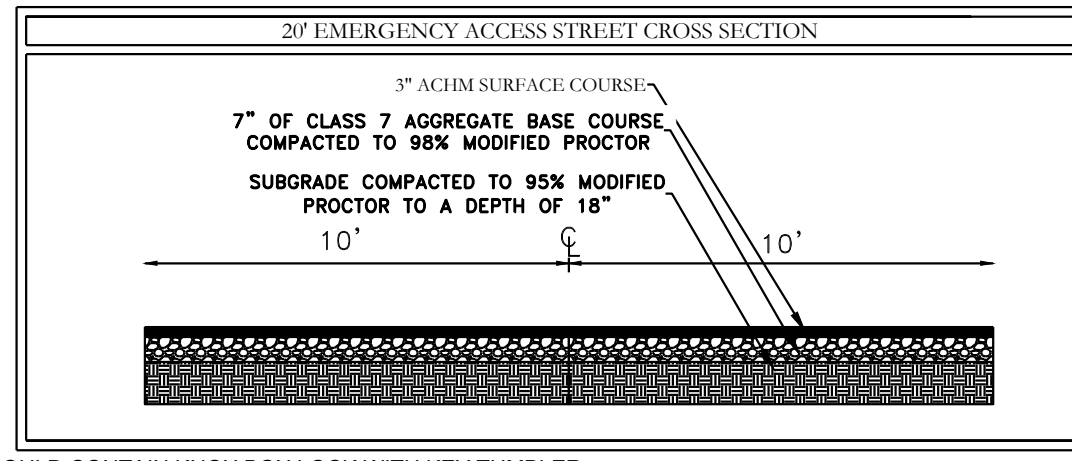 20' EMERGENCY ACCESS STREET CROSS SECTION
3" ACHM SURFACE COURSE
7" OF CLASS 7 AGGREGATE BASE COURSE
COMPACTED TO 98% MODIFIED PROCTOR
SUBGRADE COMPACTED TO 95% MODIFIED
PROCTOR TO A DEPTH OF 18"
10' ℄ 10'